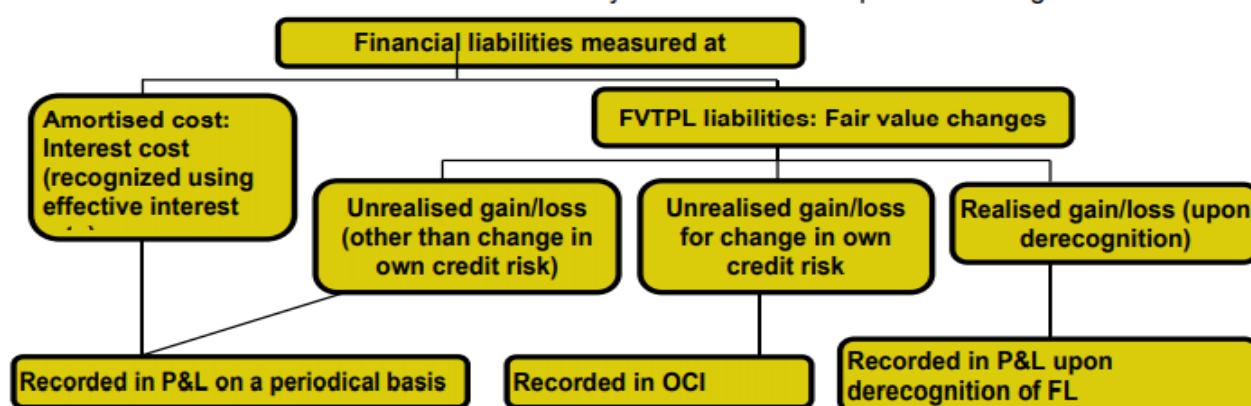 Financial liabilities measured at
Amortised cost:
Interest cost
(recognized using
effective interest
FVTPL liabilities: Fair value changes
Unrealised gain/loss
(other than change in
own credit risk)
Unrealised gain/loss
for change in own
credit risk
Realised gain/loss (upon
derecognition)
Recorded in P&L on a periodical basis
Recorded in OCI
Recorded in P&L upon
derecognition of FL